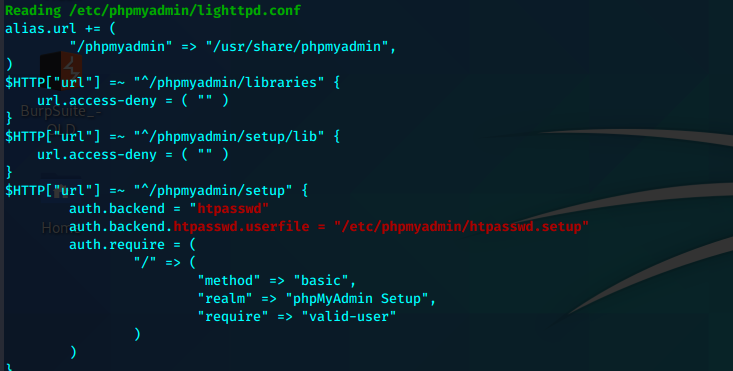 Reading /etc/phpmyadmin/lighttpd.conf
alias.url += (
        "/phpmyadmin" => "/usr/share/phpmyadmin",
)
$HTTP["url"] =~ "^/phpmyadmin/libraries" {
    url.access-deny = ( "" )
}
BurpSuite_-
$HTTP["url"] =~ "^/phpmyadmin/setup/lib" {
    url.access-deny = ( "" )
}
$HTTP["url"] =~ "^/phpmyadmin/setup" {
        auth.backend = "htpasswd"
        auth.backend.htpasswd.userfile = "/etc/phpmyadmin/htpasswd.setup"
        auth.require = (
                "/" => (
                        "method" => "basic",
                        "realm" => "phpMyAdmin Setup",
                        "require" => "valid-user"
                )
        )
}